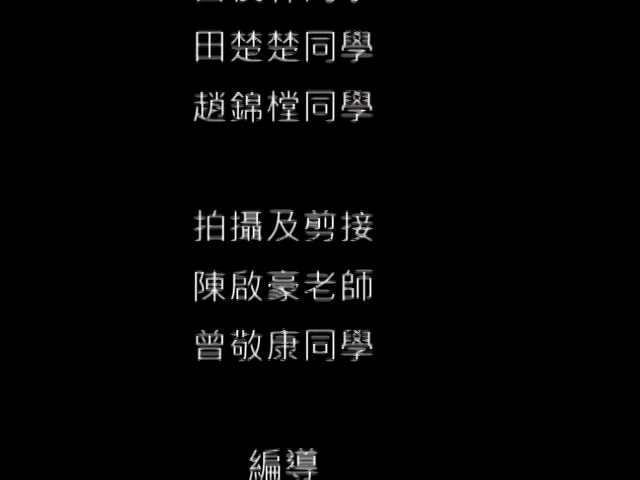 田楚楚同學
趙錦樘同學
拍攝及剪接
陳啟豪老師
曾敬康同學
編導